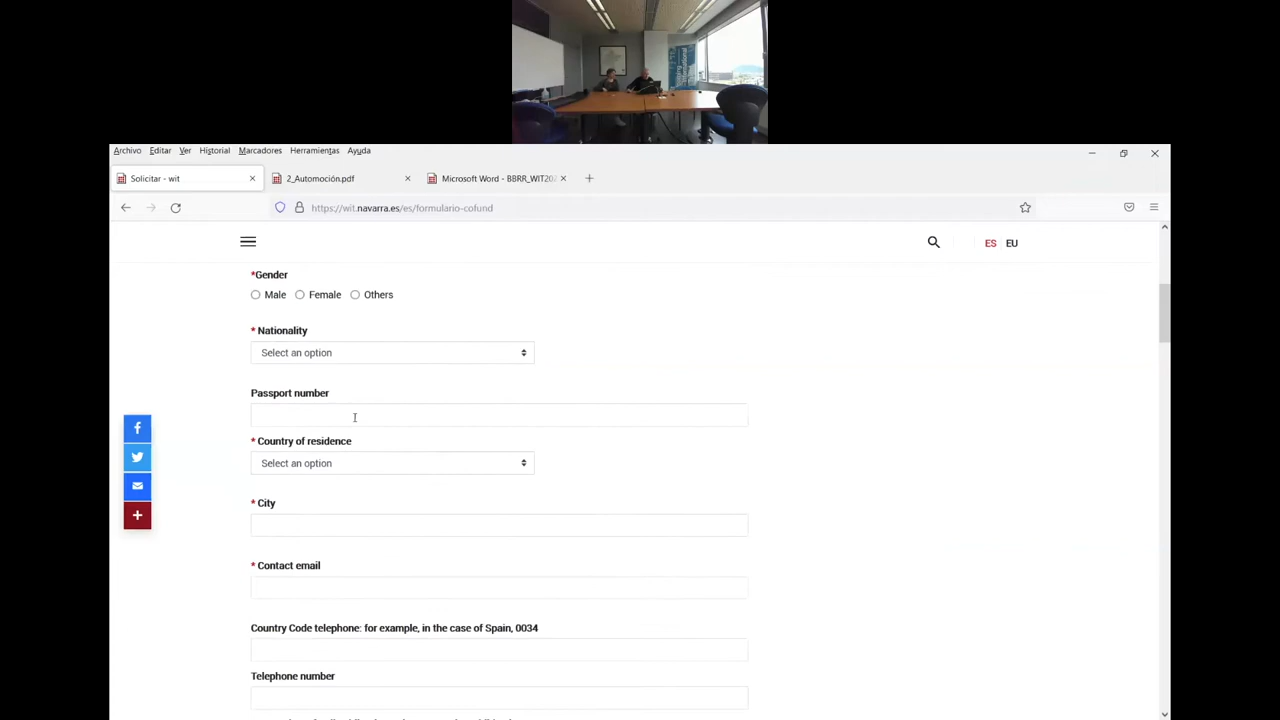 Archivo Editar Ver Historial Marcadores Herramientas Ayuda
Solicitar - wit
2_Automoción.pdf
Microsoft Word - BBRR_WIT202
https://wit.navarra.es/es/formulario-cofund
ES EU
*Gender
Male Female Others
* Nationality
Select an option
Passport number
* Country of residence
Select an option
* City
* Contact email
Country Code telephone: for example, in the case of Spain, 0034
Telephone number